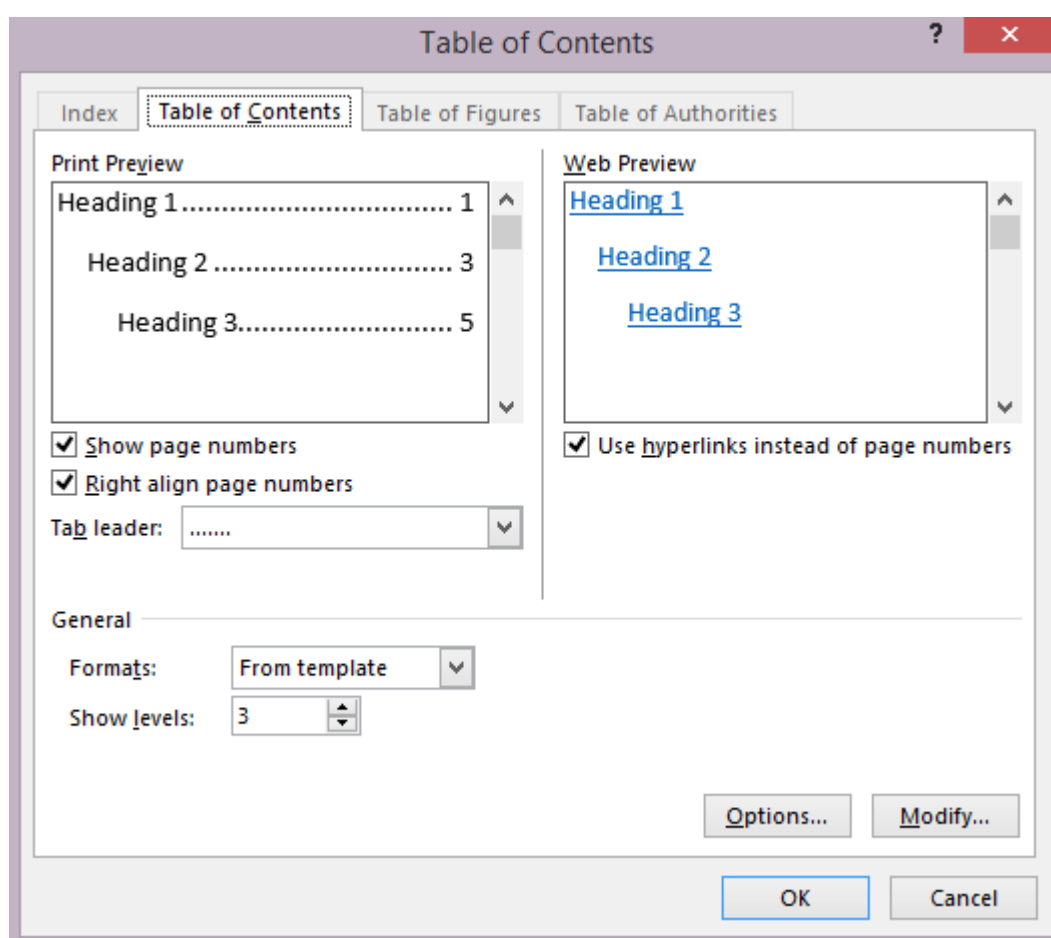 Table of Contents
?
Index
Table of Contents
Table of Figures
Table of Authorities
Print Preview
Heading 1.................................. 1
Heading 2 ............................. 3
Heading 3.......................... 5
Show page numbers
Right align page numbers
Tab leader: .......
Web Preview
Heading 1
Heading 2
Heading 3
Use hyperlinks instead of page numbers
General
Formats: From template
Show levels: 3
Options... Modify...
OK Cancel